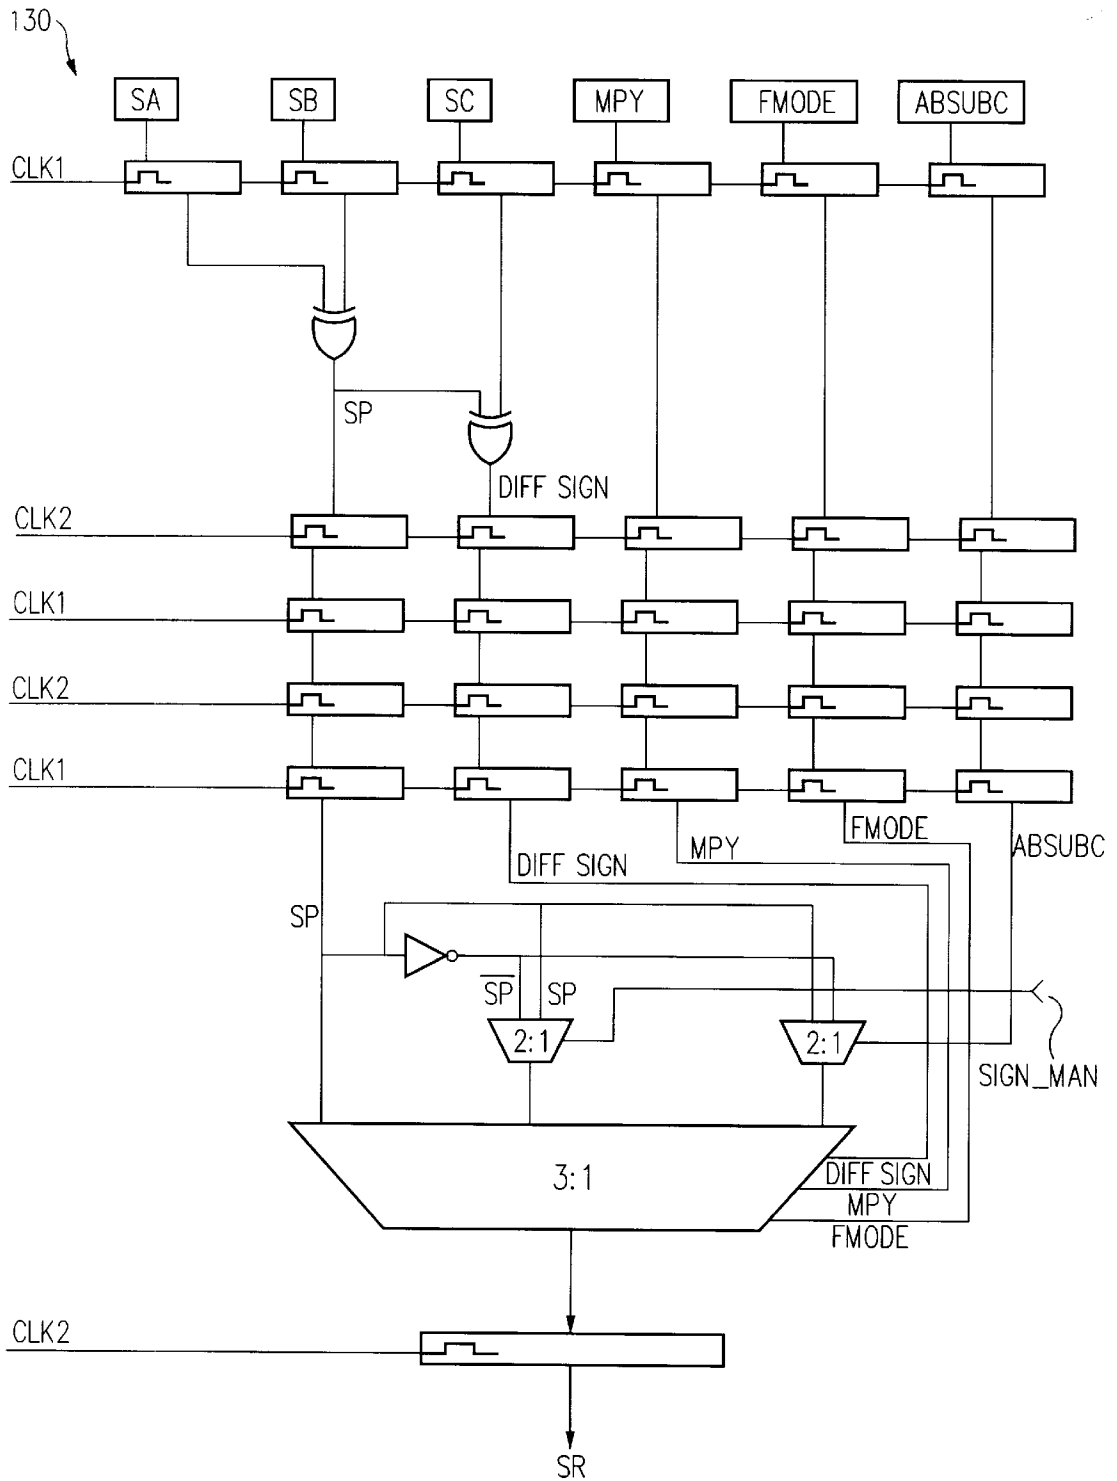 130
SA SB SC MPY FMODE ABSUBC
CLK1
SP
DIFF SIGN
CLK2
CLK1
CLK2
CLK1
FMODE
MPY
ABSUBC
DIFF SIGN
SP
SP SP
2:1 2:1
SIGN_MAN
3:1
DIFF SIGN
MPY
FMODE
CLK2
SR